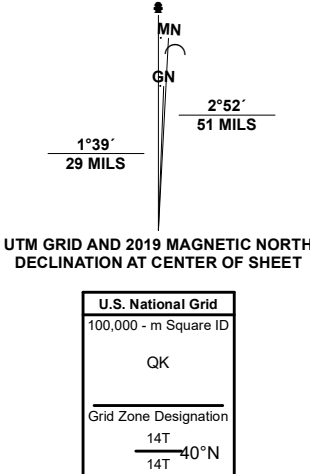 MN
GN
2°52´
51 MILS
1°39´
29 MILS
UTM GRID AND 2019 MAGNETIC NORTH
DECLINATION AT CENTER OF SHEET
U.S. National Grid
100,000 - m Square ID
QK
Grid Zone Designation
14T
40°N
14T